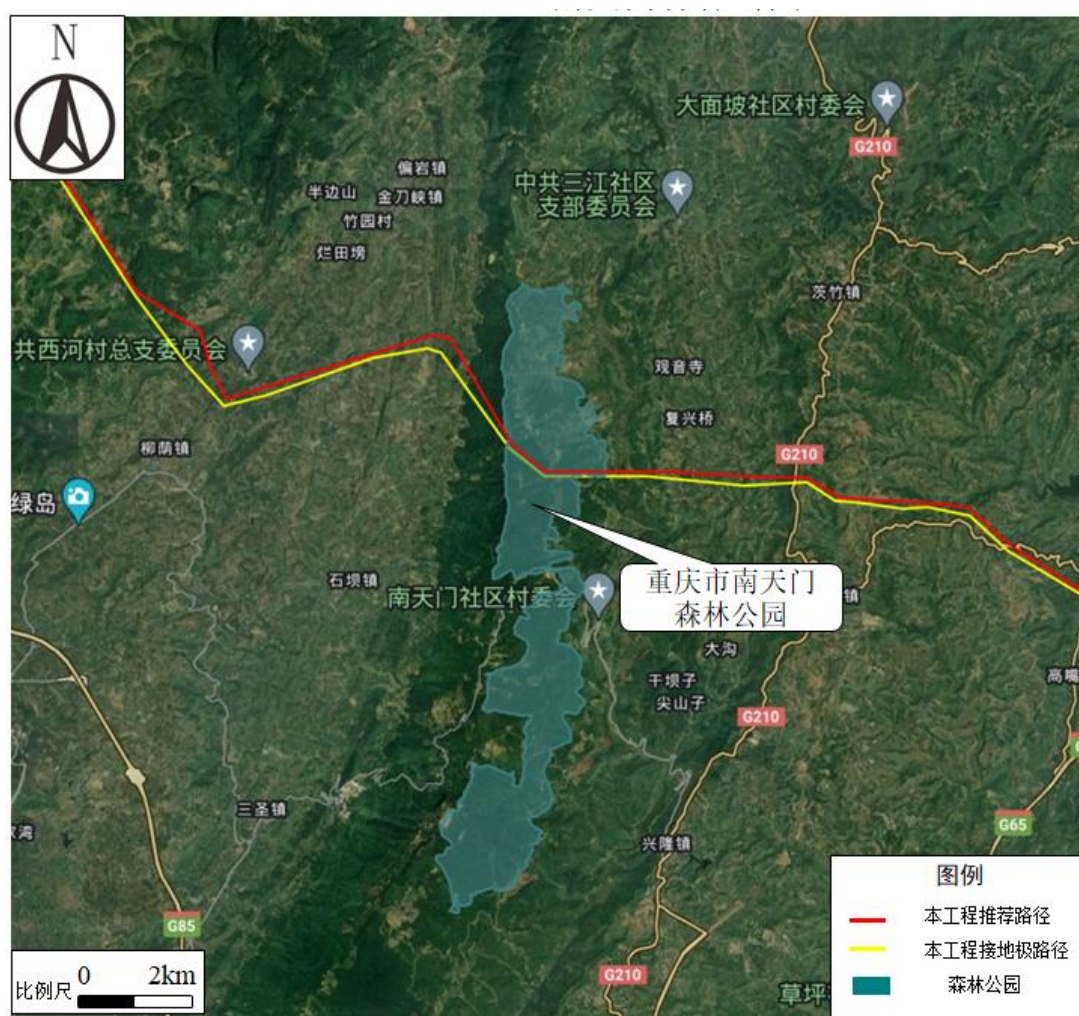 N
大面坡社区村委会
G210
偏岩镇
半边山
金刀峡镇
竹园村
烂田塝
中共三江社区
支部委员会
茨竹镇
共西河村总支委员会
观音寺
复兴桥
柳荫镇
G210
绿岛
石坝镇
南天门社区村委会
重庆市南天门
森林公园
镇
大沟
干坝子
尖山子
高嘴
G210
三圣镇
湾
G65
兴隆镇
G85
G210
草坪
比例尺
0
2km
图例
本工程推荐路径
本工程接地极路径
森林公园